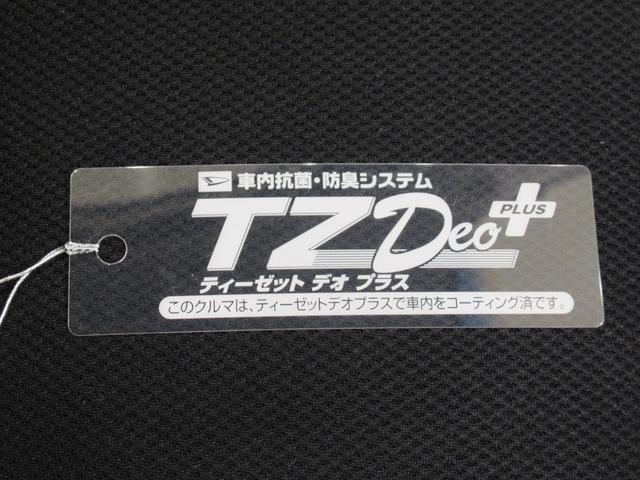 車内抗菌・防臭システム
TZ Deo PLUS
ティーゼット デオ プラス
このクルマは、ティーゼットデオプラスで車内をコーティング済です。